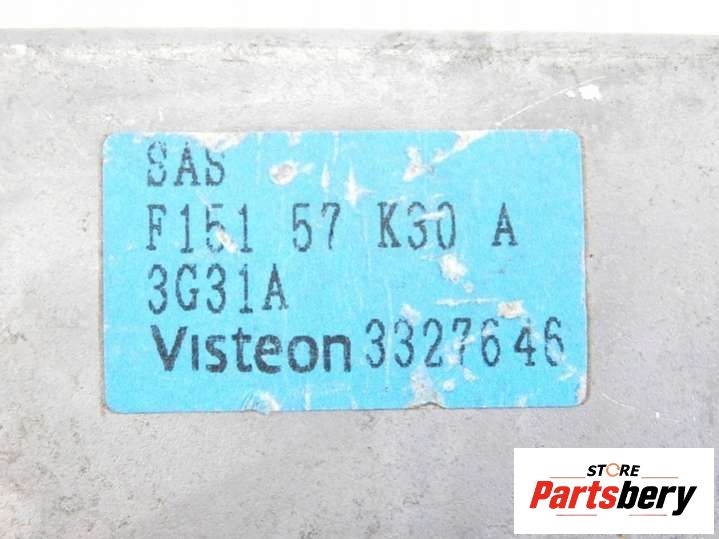 SAS
F151 57 K30 A
3G31A
Visteon 3327646
STORE
Partsbery